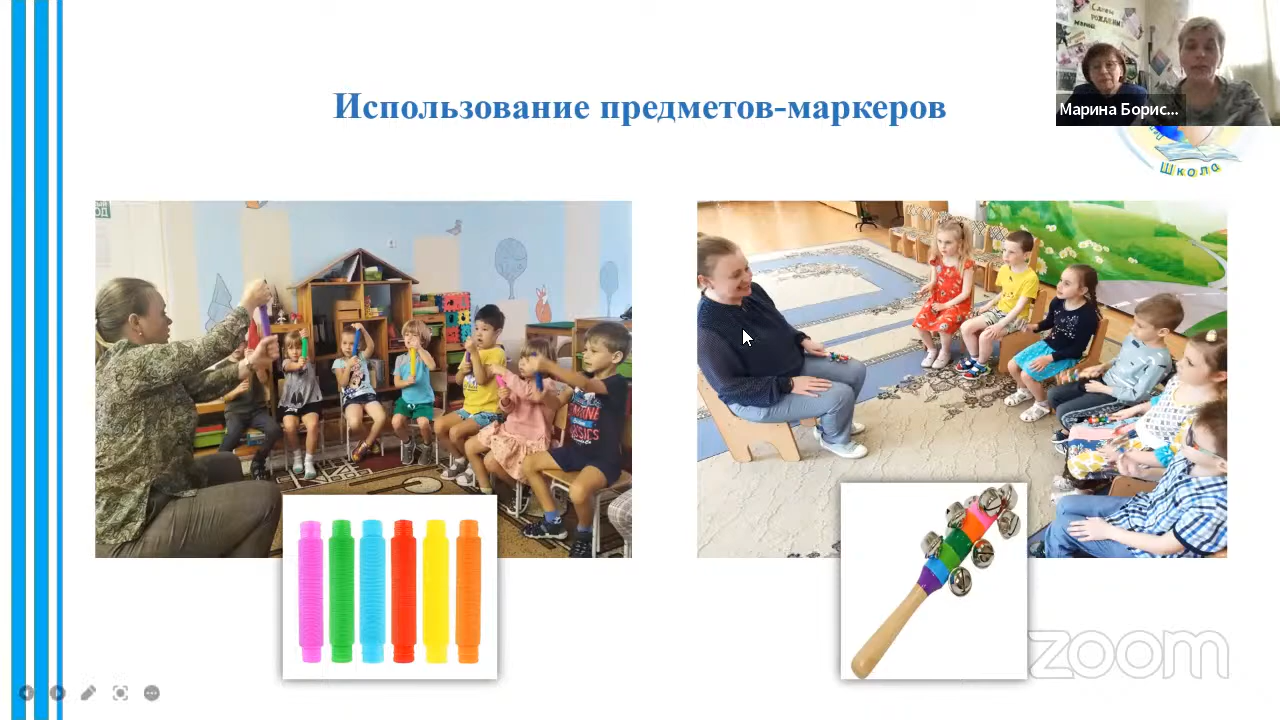 Использование предметов-маркеров
Марина Борис...
Школа
zoom